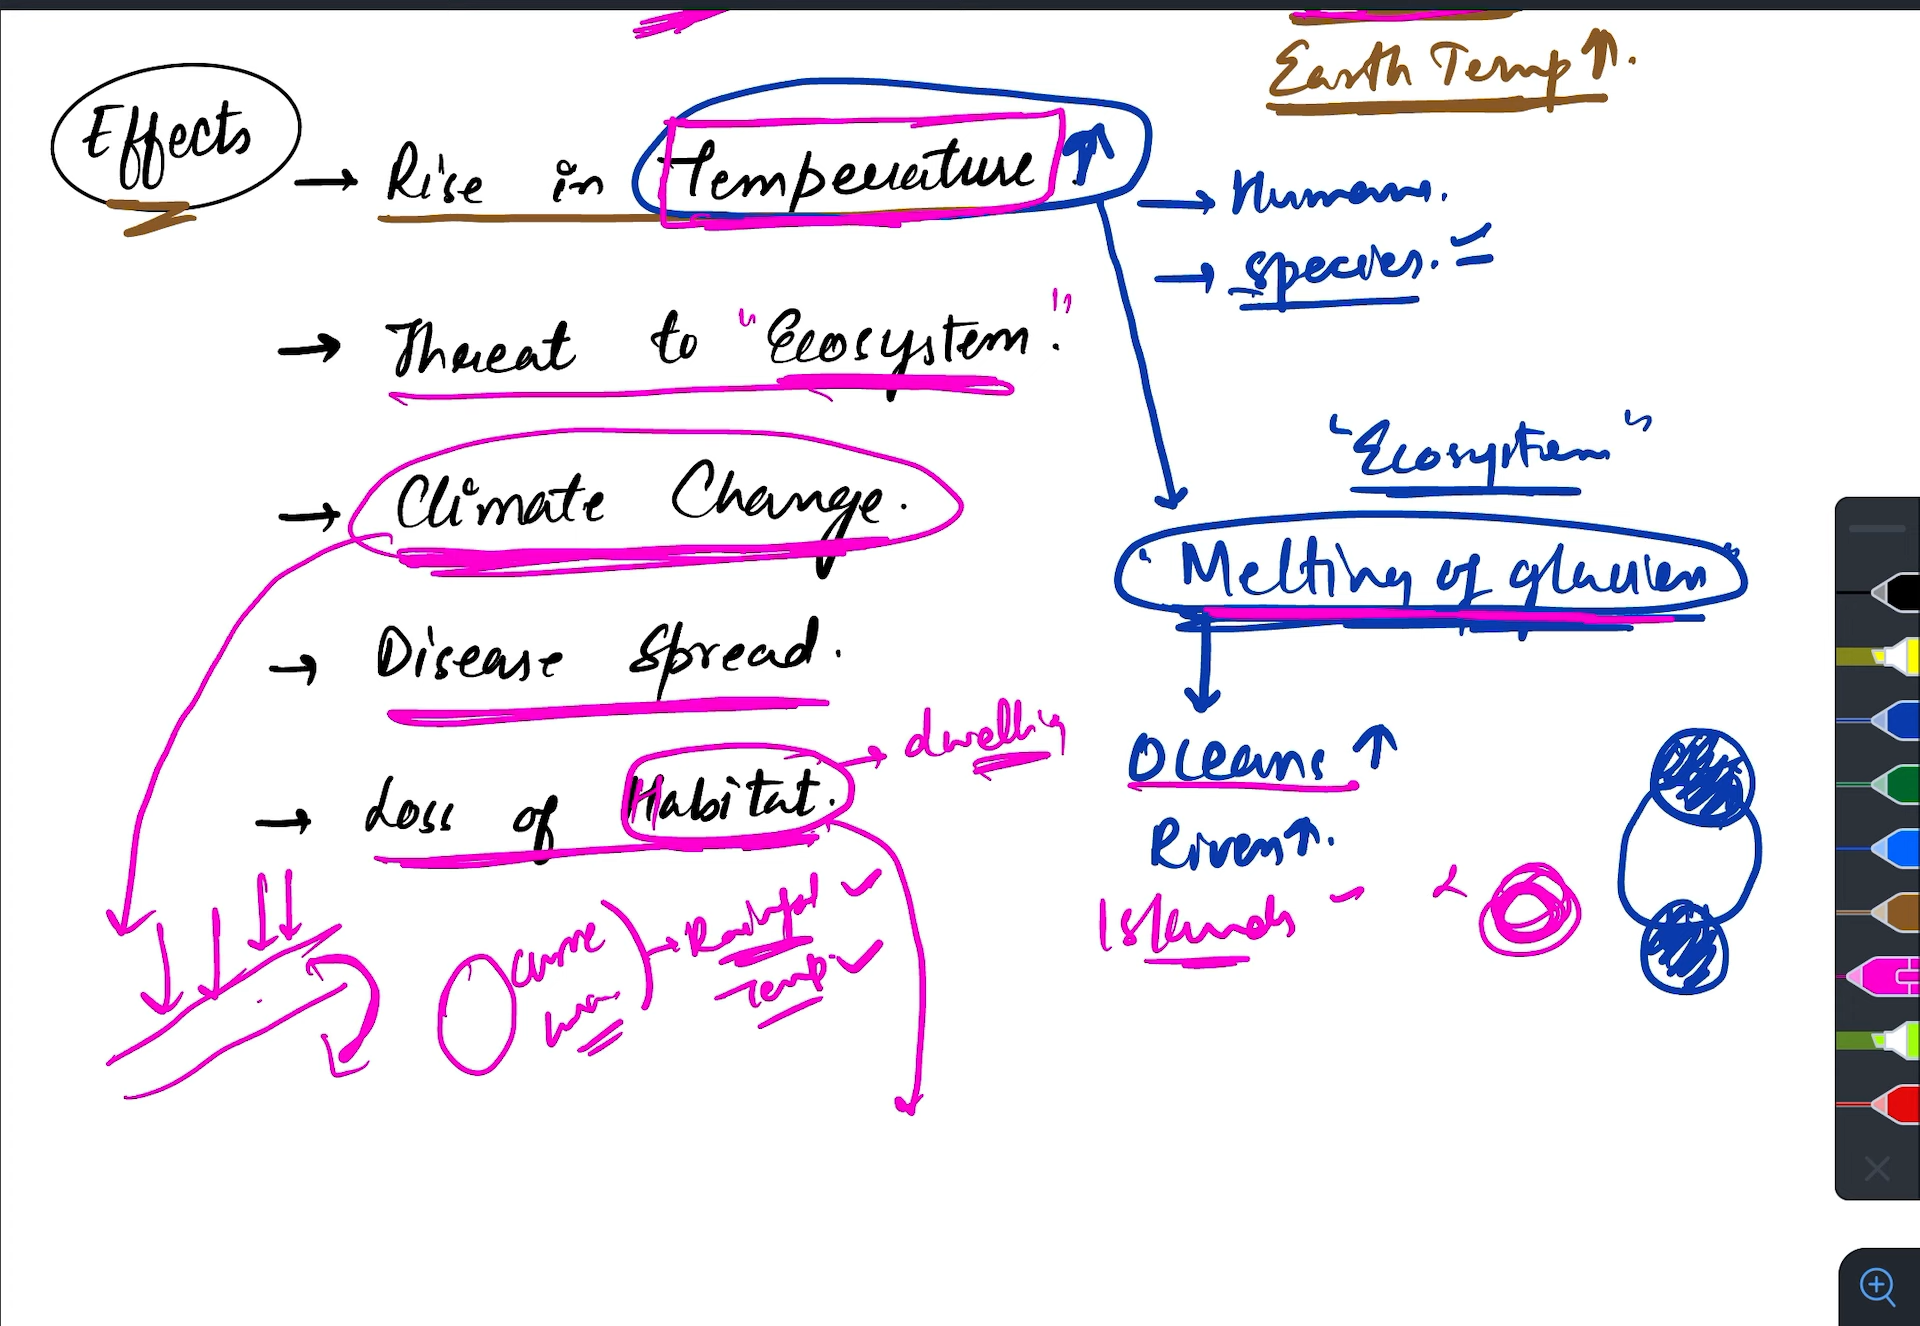 Earth Temp ↑.
Effects
→ Rise in Temperature ↑
→ Humans.
→ Species.
→ Threat to "Ecosystem."
"Ecosystem"
→ Climate Change.
"Melting of glaciers"
→ Disease Spread.
→ dwelling
Oceans ↑
→ Loss of Habitat.
Rivers ↑.
Islands
→ Rainfall ✓
Temp. ✓